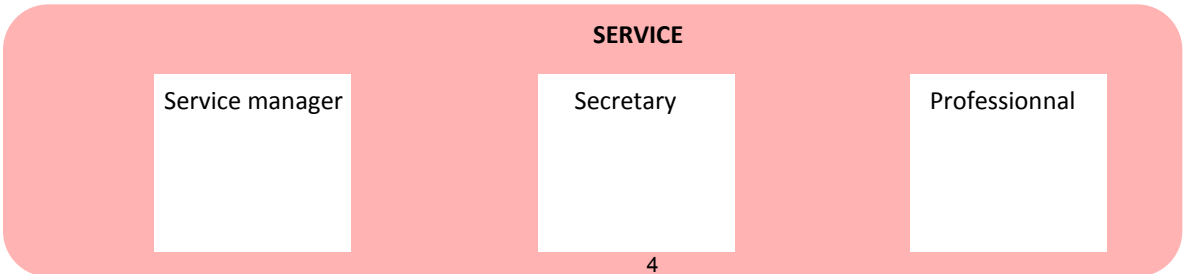 SERVICE
Service manager
Secretary
Professionnal
4